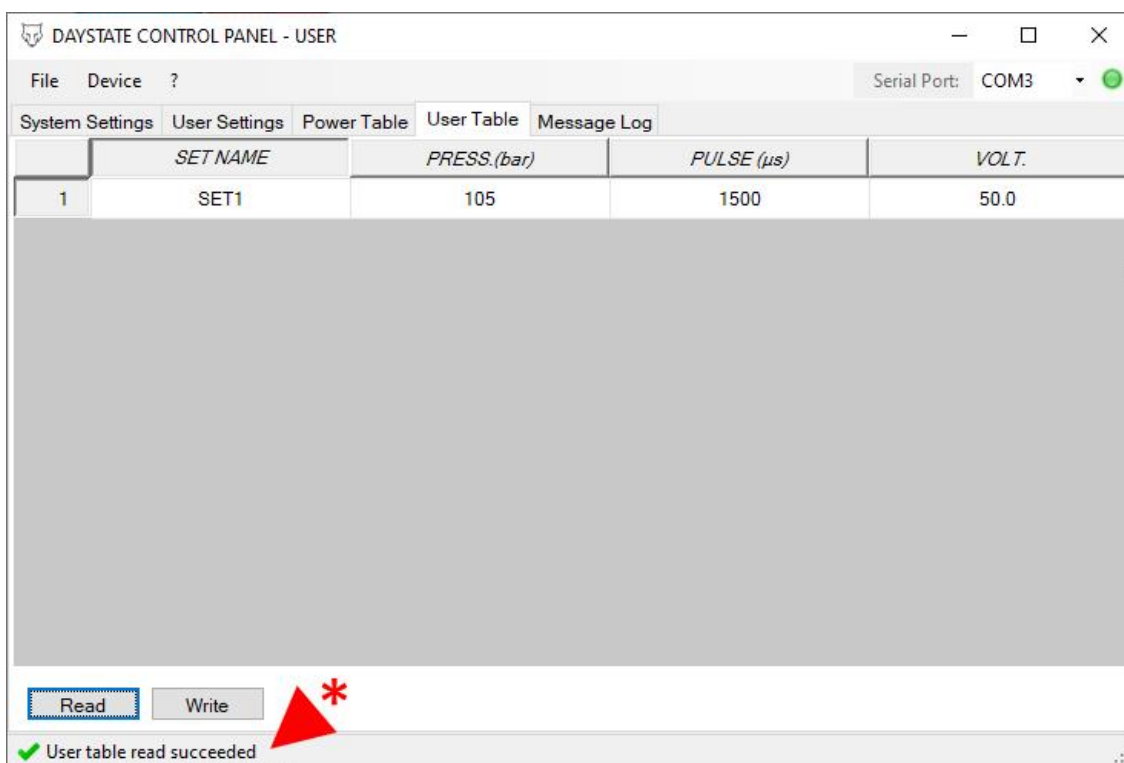 DAYSTATE CONTROL PANEL - USER
File Device ? Serial Port: COM3
System Settings User Settings Power Table User Table Message Log
SET NAME PRESS.(bar) PULSE (µs) VOLT.
1 SET1 105 1500 50.0
Read Write *
User table read succeeded